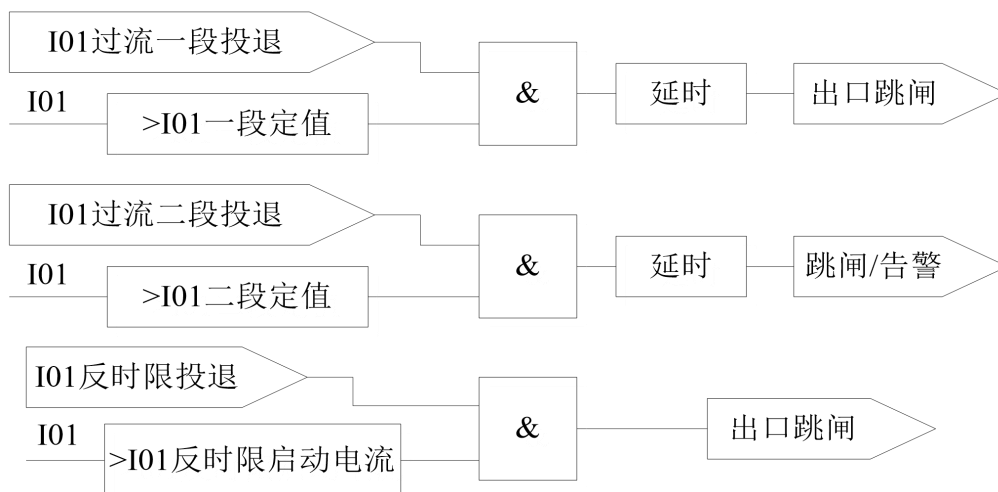 I01过流一段投退
I01
>I01一段定值
&
延时
出口跳闸
I01过流二段投退
I01
>I01二段定值
&
延时
跳闸/告警
I01反时限投退
I01
>I01反时限启动电流
&
出口跳闸